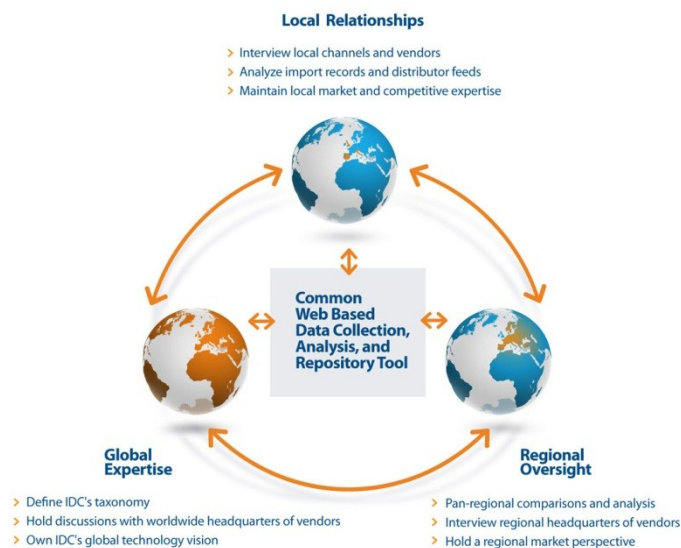 Local Relationships
> Interview local channels and vendors
> Analyze import records and distributor feeds
> Maintain local market and competitive expertise
Common
Web Based
Data Collection,
Analysis, and
Repository Tool
Global
Expertise
> Define IDC's taxonomy
> Hold discussions with worldwide headquarters of vendors
> Own IDC's global technology vision
Regional
Oversight
> Pan-regional comparisons and analysis
> Interview regional headquarters of vendors
> Hold a regional market perspective